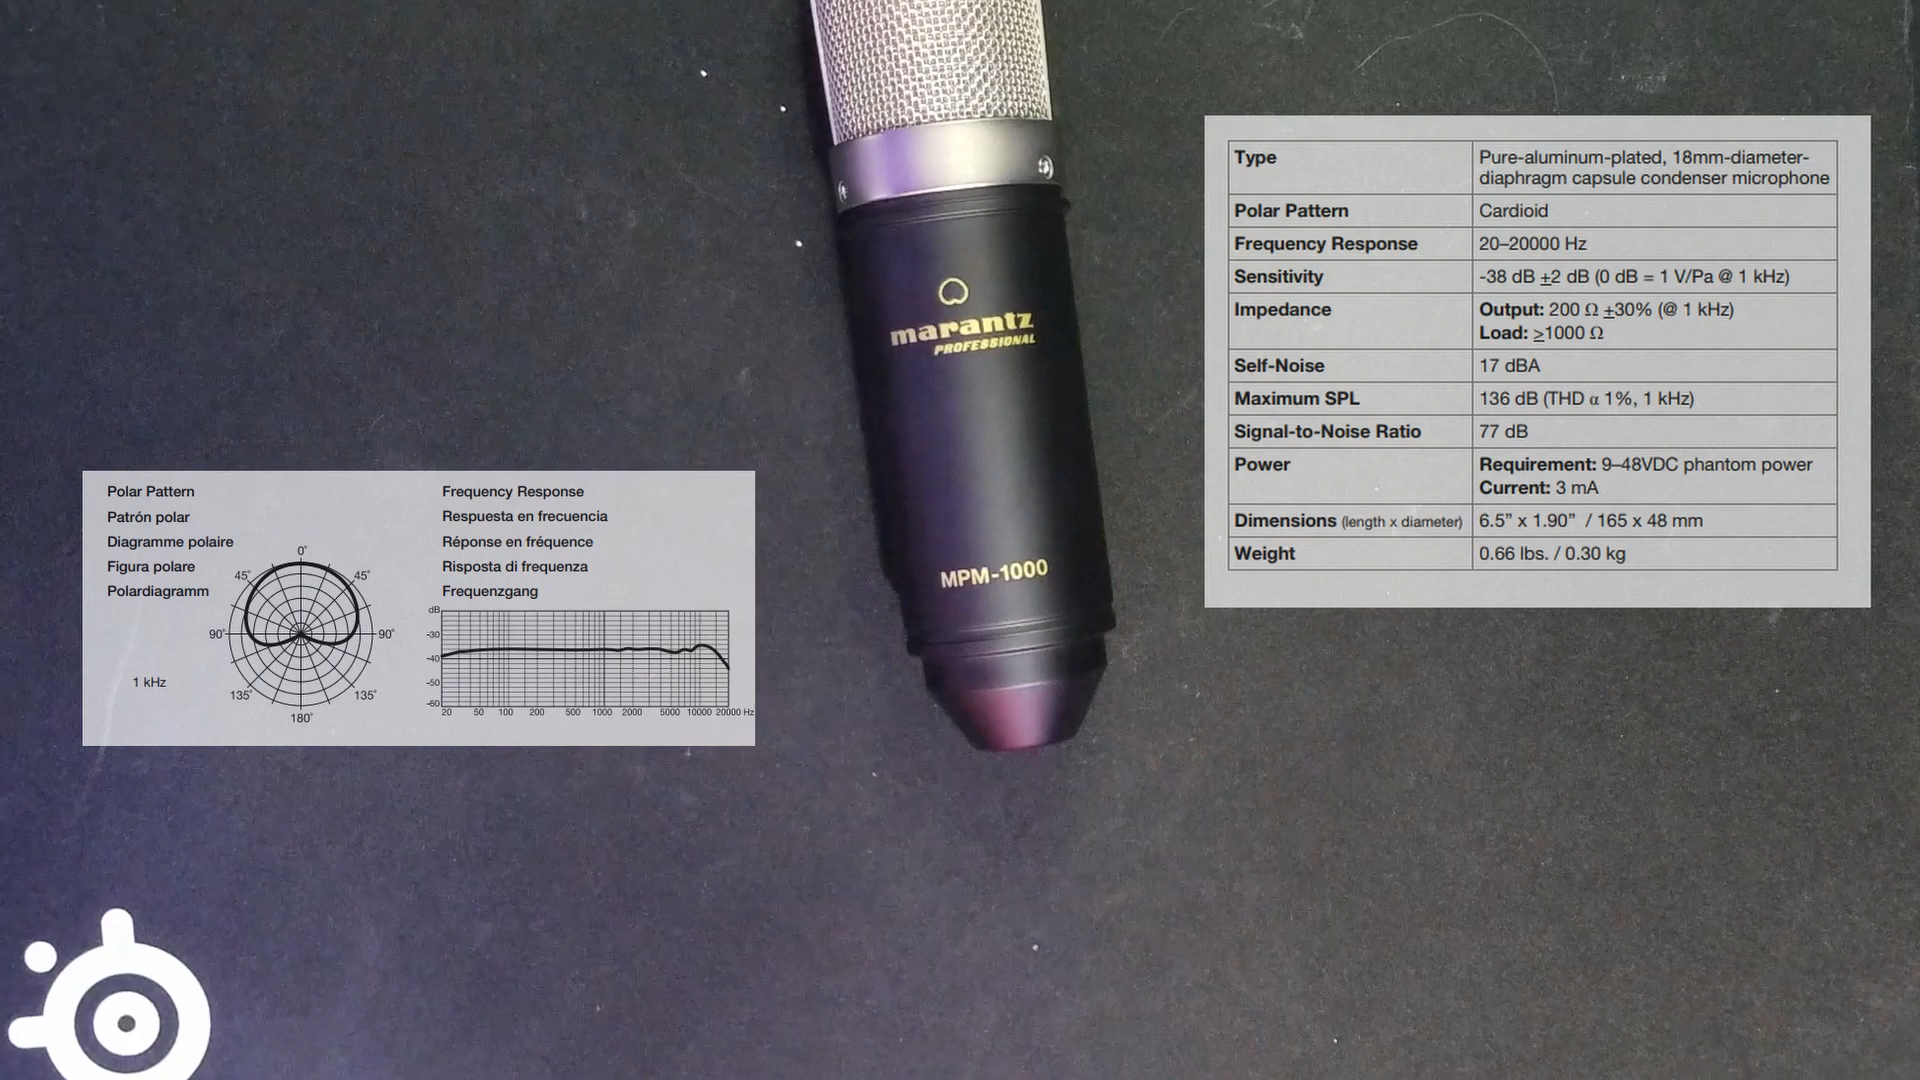 marantz
PROFESSIONAL
MPM-1000
Polar Pattern
Patrón polar
Diagramme polaire
Figura polare
Polardiagramm
0°
45°
45°
90°
90°
135°
135°
180°
1 kHz
Frequency Response
Respuesta en frecuencia
Réponse en fréquence
Risposta di frequenza
Frequenzgang
dB
-30
-40
-50
-60
20 50 100 200 500 1000 2000 5000 10000 20000 Hz
Type Pure-aluminum-plated, 18mm-diameter-
diaphragm capsule condenser microphone
Polar Pattern Cardioid
Frequency Response 20–20000 Hz
Sensitivity -38 dB ±2 dB (0 dB = 1 V/Pa @ 1 kHz)
Impedance Output: 200 Ω ±30% (@ 1 kHz)
Load: ≥1000 Ω
Self-Noise 17 dBA
Maximum SPL 136 dB (THD α 1%, 1 kHz)
Signal-to-Noise Ratio 77 dB
Power Requirement: 9–48VDC phantom power
Current: 3 mA
Dimensions (length x diameter) 6.5” x 1.90” / 165 x 48 mm
Weight 0.66 lbs. / 0.30 kg